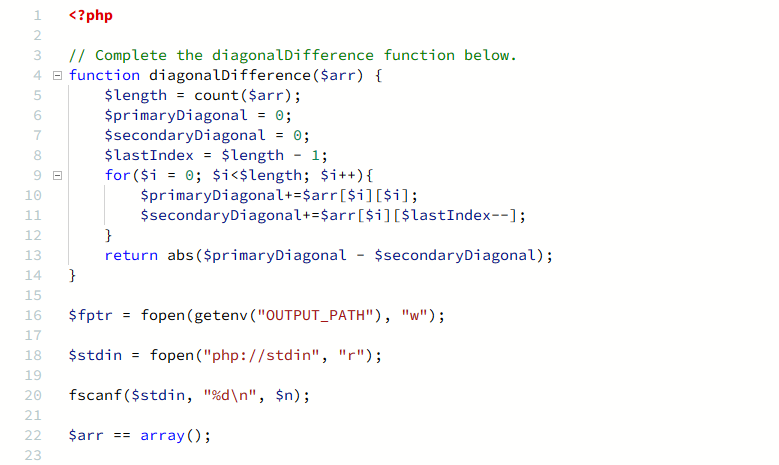 1 <?php
2
3 // Complete the diagonalDifference function below.
4 function diagonalDifference($arr) {
5     $length = count($arr);
6     $primaryDiagonal = 0;
7     $secondaryDiagonal = 0;
8     $lastIndex = $length - 1;
9     for($i = 0; $i<$length; $i++){
10         $primaryDiagonal+=$arr[$i][$i];
11         $secondaryDiagonal+=$arr[$i][$lastIndex--];
12     }
13     return abs($primaryDiagonal - $secondaryDiagonal);
14 }
15
16 $fptr = fopen(getenv("OUTPUT_PATH"), "w");
17
18 $stdin = fopen("php://stdin", "r");
19
20 fscanf($stdin, "%d\n", $n);
21
22 $arr == array();
23